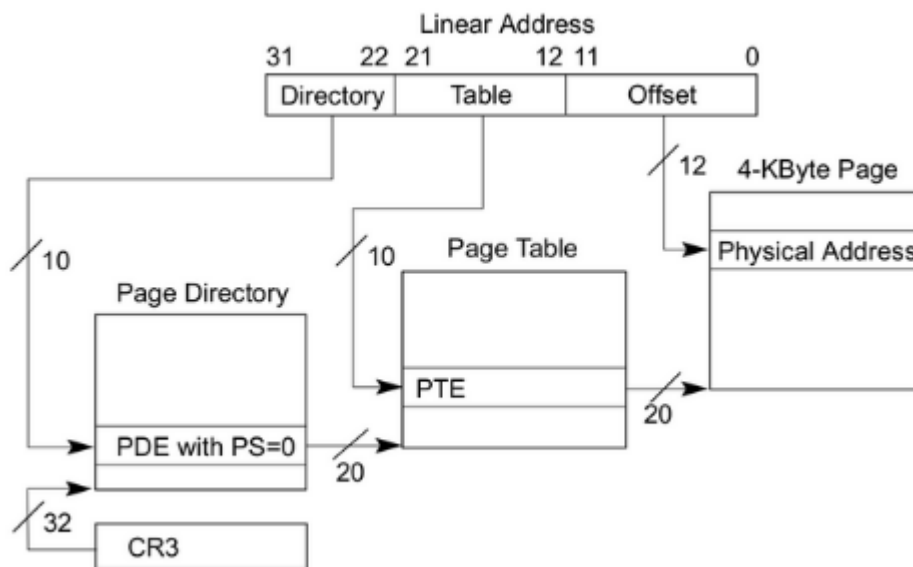 Linear Address
31 22 21 12 11 0
Directory Table Offset
12
4-KByte Page
10
10
Page Table
Physical Address
Page Directory
PTE
20
PDE with PS=0
20
32
CR3